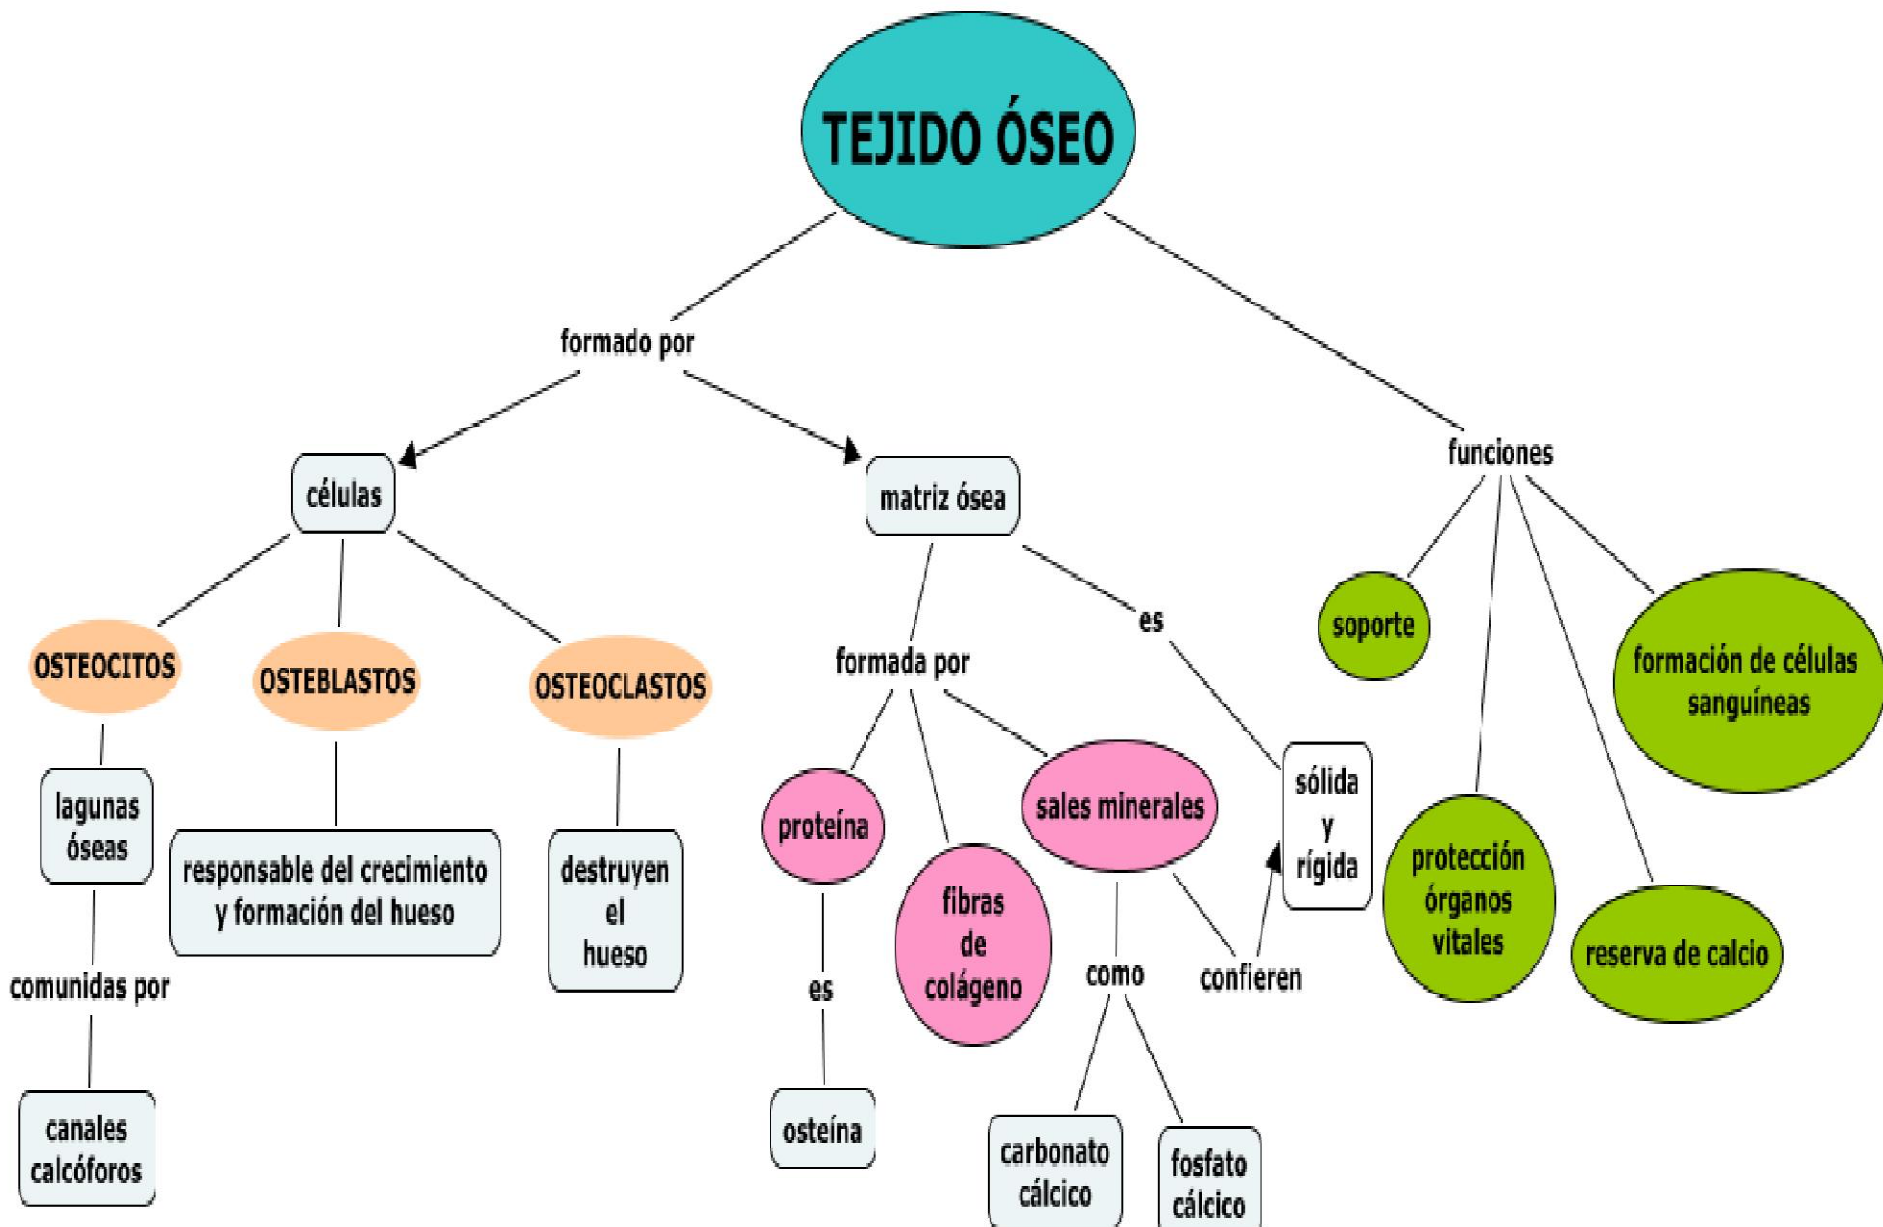 TEJIDO ÓSEO
formado por
células
OSTEOCITOS
lagunas
óseas
comunidas por
canales
calcóforos
OSTEBLASTOS
responsable del crecimiento
y formación del hueso
OSTEOCLASTOS
destruyen
el
hueso
matriz ósea
formada por
proteína
es
osteína
fibras
de
colágeno
sales minerales
como
carbonato
cálcico
fosfato
cálcico
confieren
es
sólida
y
rígida
funciones
soporte
protección
órganos
vitales
reserva de calcio
formación de células
sanguíneas